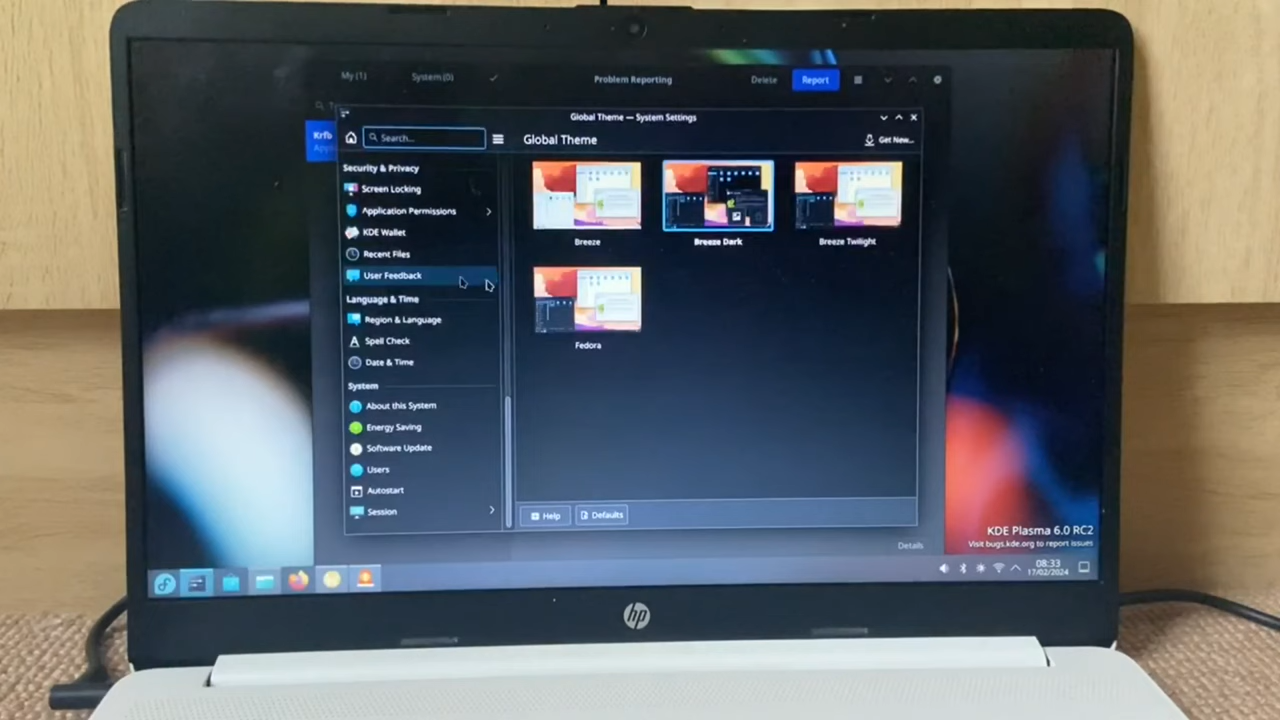 My (1)
System (0)
Problem Reporting
Delete
Report
Krfb
Global Theme — System Settings
Search...
Global Theme
Get New...
Security & Privacy
Screen Locking
Application Permissions
KDE Wallet
Recent Files
User Feedback
Language & Time
Region & Language
Spell Check
Date & Time
System
About this System
Energy Saving
Software Update
Users
Autostart
Session
Breeze
Breeze Dark
Breeze Twilight
Fedora
Help
Defaults
Details
KDE Plasma 6.0 RC2
Visit bugs.kde.org to report issues
08:33
17/02/2024
hp